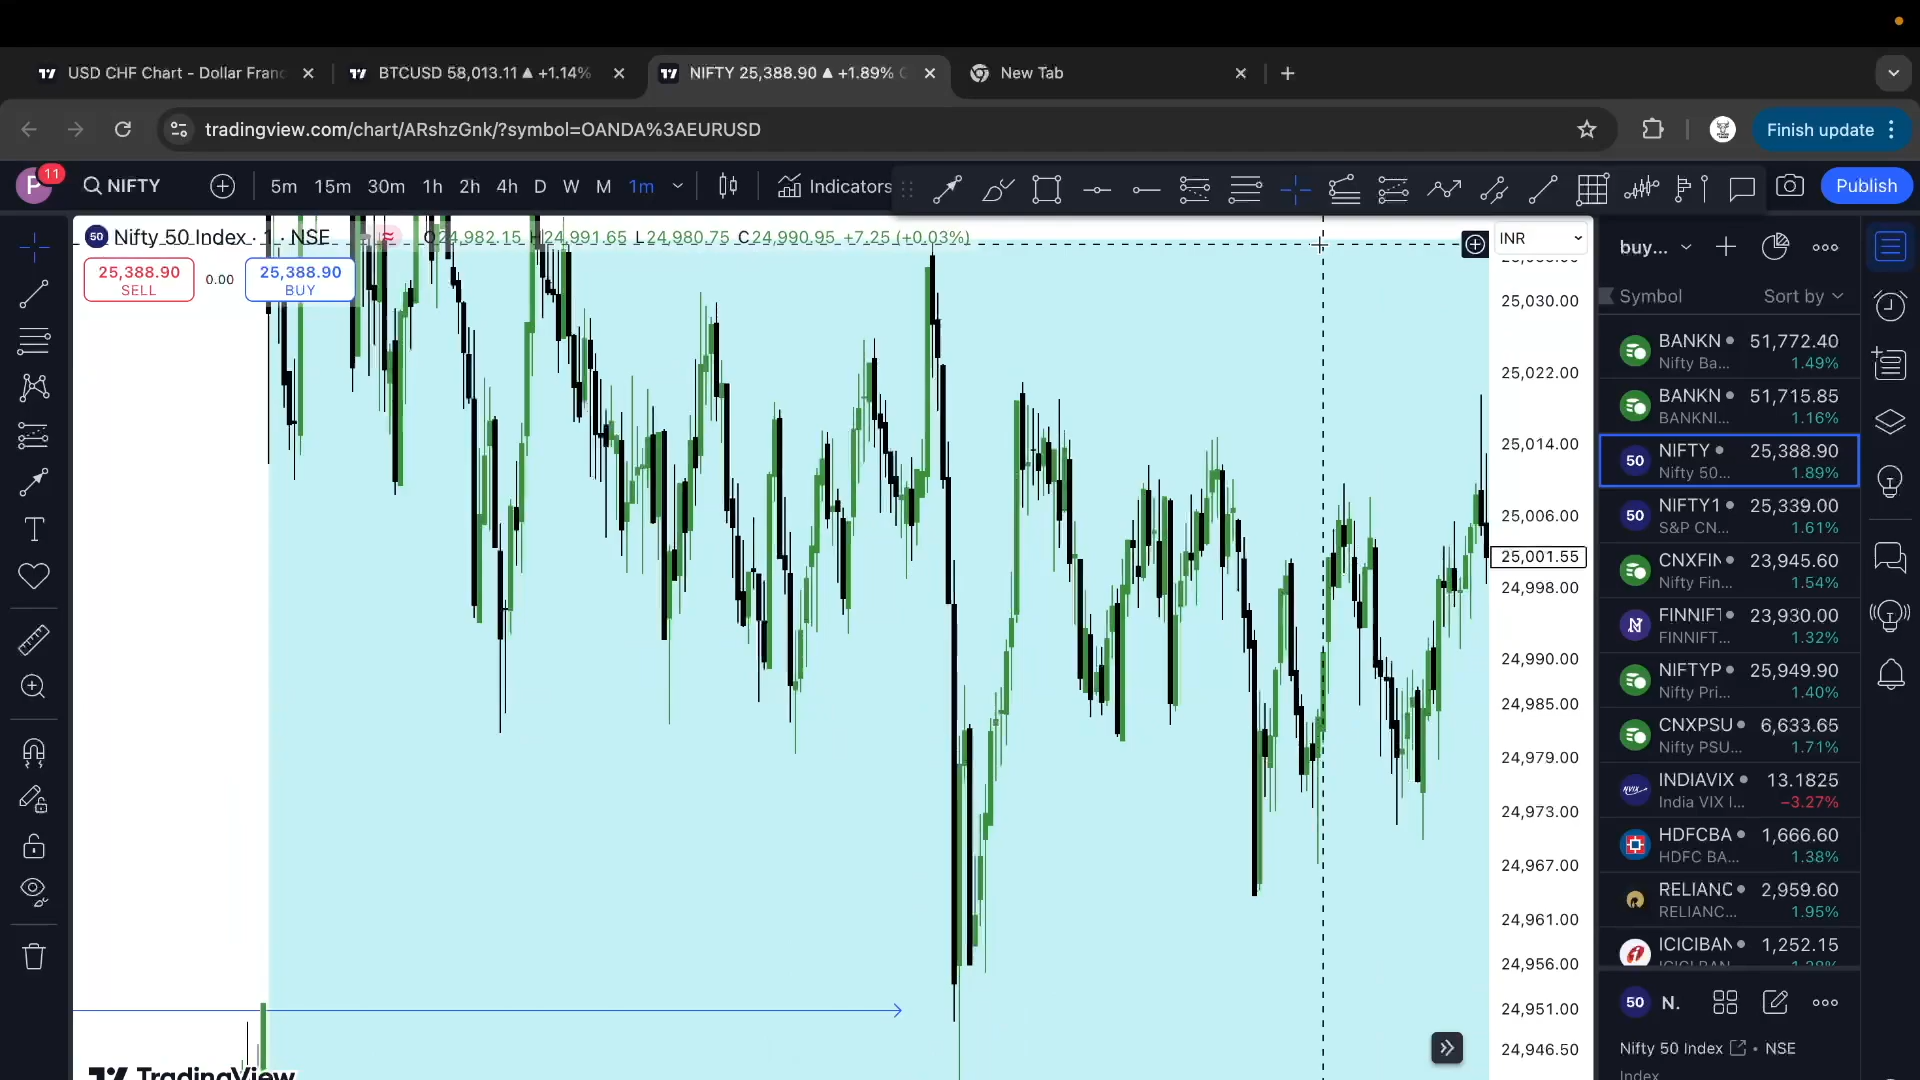 USD CHF Chart - Dollar Franc
BTCUSD 58,013.11 ▲ +1.14%
NIFTY 25,388.90 ▲ +1.89%
New Tab
tradingview.com/chart/ARshzGnk/?symbol=OANDA%3AEURUSD
Finish update
P 11
NIFTY 5m 15m 30m 1h 2h 4h D W M 1m Indicators
Publish
50 Nifty 50 Index · 1 · NSE O24,982.15 H24,991.65 L24,980.75 C24,990.95 +7.25 (+0.03%)
25,388.90 SELL
0.00
25,388.90 BUY
INR
25,030.00
25,022.00
25,014.00
25,006.00
25,001.55
24,998.00
24,990.00
24,985.00
24,979.00
24,973.00
24,967.00
24,961.00
24,956.00
24,951.00
24,946.50
TradingView
buy...
Symbol Sort by
BANKN 51,772.40
Nifty Ba... 1.49%
BANKN 51,715.85
BANKNI... 1.16%
50 NIFTY 25,388.90
Nifty 50... 1.89%
50 NIFTY1 25,339.00
S&P CN... 1.61%
CNXFIN 23,945.60
Nifty Fin... 1.54%
FINNIFT 23,930.00
FINNIFT... 1.32%
NIFTYP 25,949.90
Nifty Pri... 1.40%
CNXPSU 6,633.65
Nifty PSU... 1.71%
INDIAVIX 13.1825
India VIX I... −3.27%
HDFCBA 1,666.60
HDFC BA... 1.38%
RELIANC 2,959.60
RELIANC... 1.95%
ICICIBAN 1,252.15
50 N.
Nifty 50 Index • NSE
Index